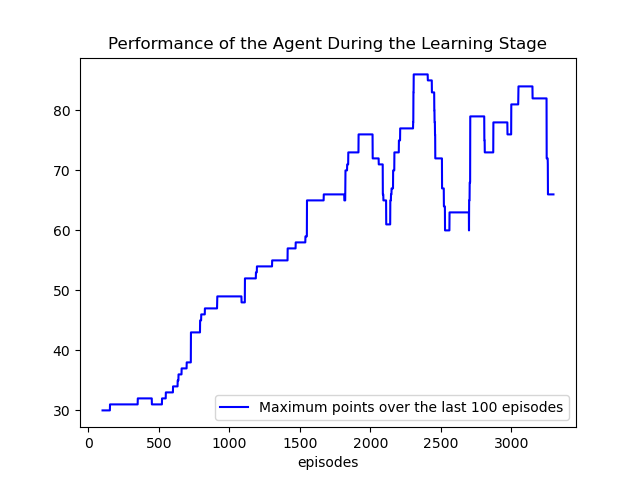 Performance of the Agent During the Learning Stage
80
70
60
50
40
30
Maximum points over the last 100 episodes
0 500 1000 1500 2000 2500 3000
episodes